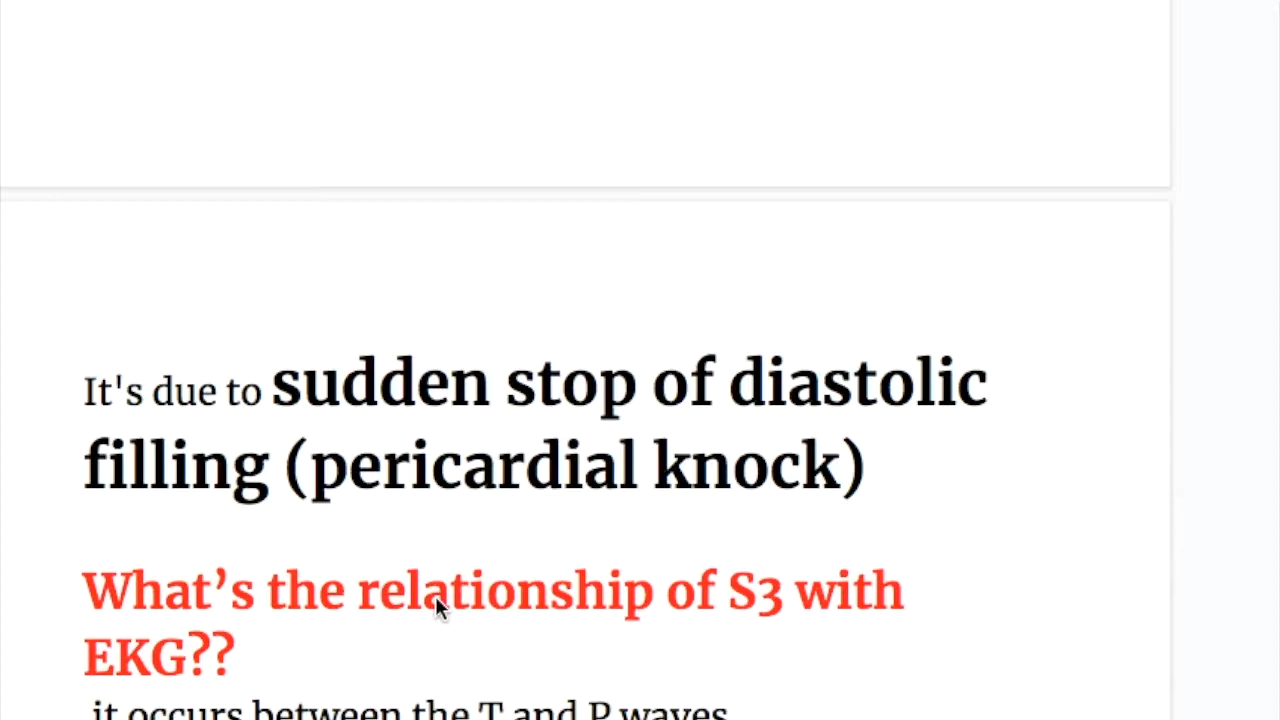 It's due to sudden stop of diastolic
filling (pericardial knock)
What’s the relationship of S3 with
EKG??
it occurs between the T and P waves